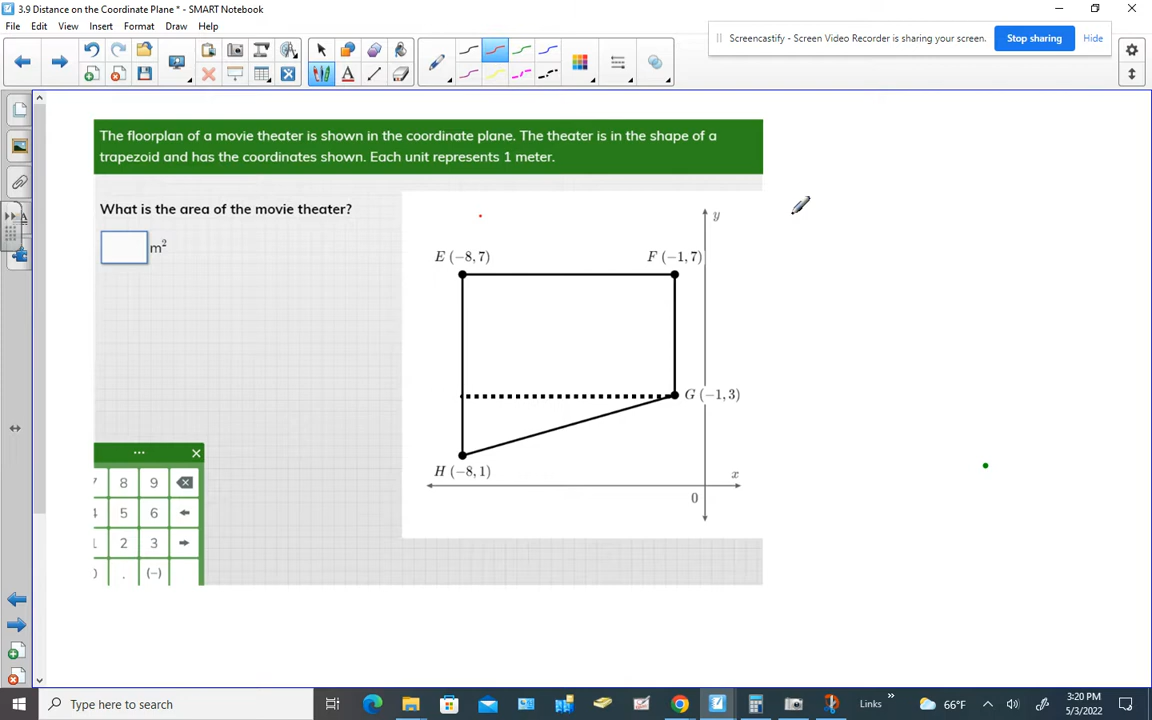 3.9 Distance on the Coordinate Plane * - SMART Notebook
File Edit View Insert Format Draw Help
Screencastify - Screen Video Recorder is sharing your screen. Stop sharing Hide
The floorplan of a movie theater is shown in the coordinate plane. The theater is in the shape of a
trapezoid and has the coordinates shown. Each unit represents 1 meter.
What is the area of the movie theater?
m²
y
E (−8, 7) F (−1, 7)
G (−1, 3)
H (−8, 1)
x
0
...
7 8 9
4 5 6
1 2 3
0 . (−)
Type here to search
Links
66°F
3:20 PM
5/3/2022